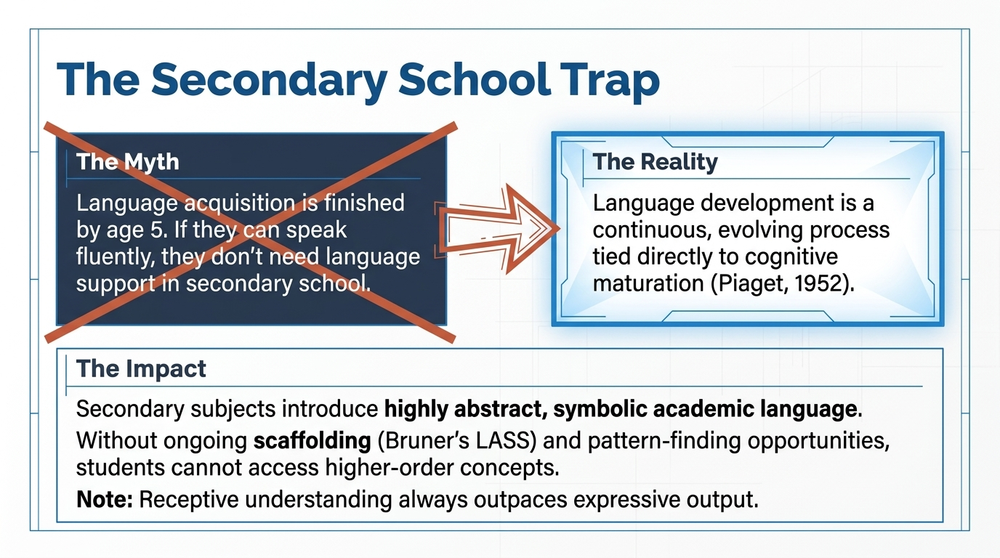 The Secondary School Trap
The Myth
Language acquisition is finished
by age 5. If they can speak
fluently, they don’t need language
support in secondary school.
The Reality
Language development is a
continuous, evolving process
tied directly to cognitive
maturation (Piaget, 1952).
The Impact
Secondary subjects introduce highly abstract, symbolic academic language.
Without ongoing scaffolding (Bruner’s LASS) and pattern-finding opportunities,
students cannot access higher-order concepts.
Note: Receptive understanding always outpaces expressive output.